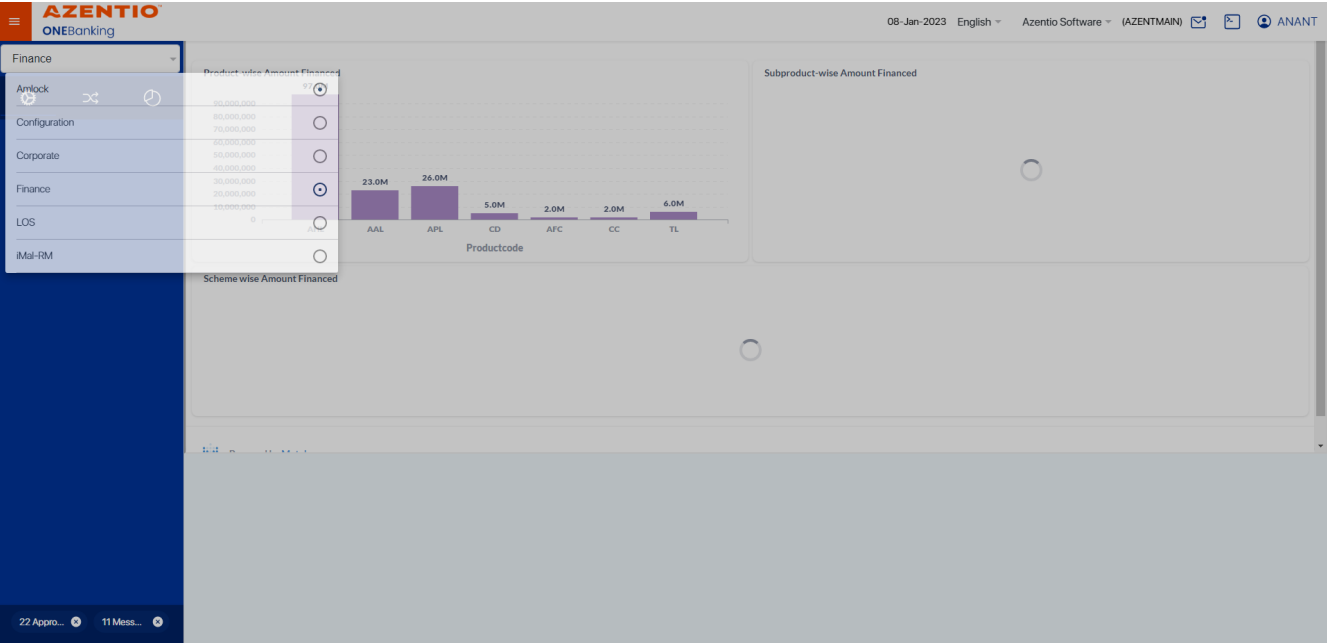 AZENTIO
ONEBanking
08-Jan-2023 English Azentio Software (AZENTMAIN) ANANT
Finance
Amlock
Configuration
Corporate
Finance
LOS
iMal-RM
Product-wise Amount Financed
90,000,000
80,000,000
70,000,000
60,000,000
50,000,000
40,000,000
30,000,000
20,000,000
10,000,000
0
23.0M
26.0M
5.0M
2.0M
2.0M
6.0M
AAL
APL
CD
AFC
CC
TL
Productcode
Subproduct-wise Amount Financed
Scheme wise Amount Financed
22 Appro...
11 Mess...